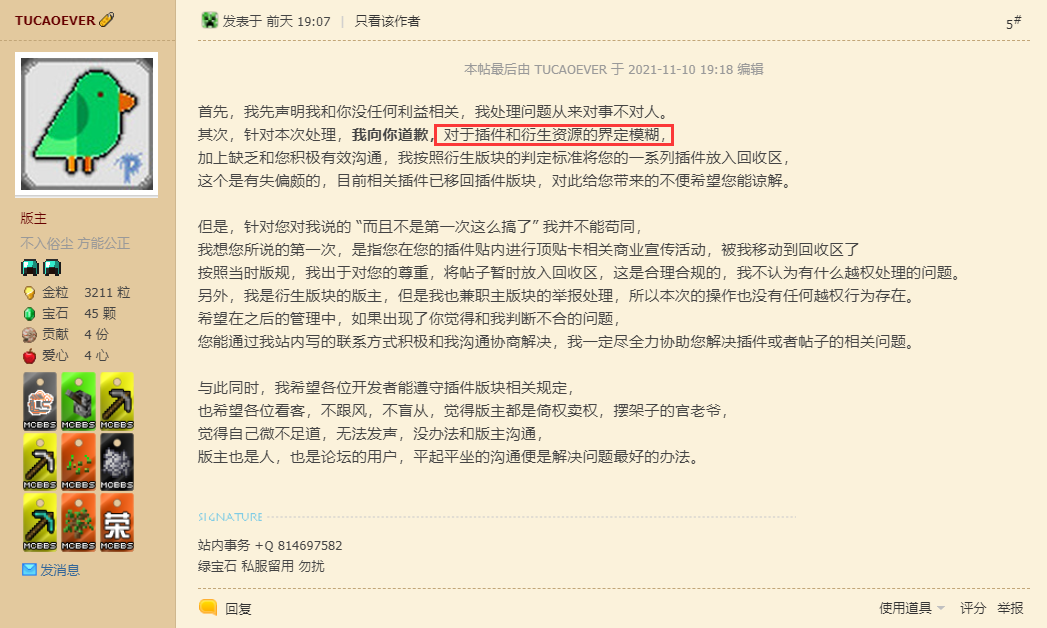 TUCAOEVER
版主
不入俗尘 方能公正
金粒 3211 粒
宝石 45 颗
贡献 4 份
爱心 4 心
MCBBS MCBBS MCBBS
MCBBS MCBBS MCBBS
荣
MCBBS MCBBS MCBBS
发消息
发表于 前天 19:07 | 只看该作者
5#
本帖最后由 TUCAOEVER 于 2021-11-10 19:18 编辑
首先，我先声明我和你没任何利益相关，我处理问题从来对事不对人。
其次，针对本次处理，我向你道歉，对于插件和衍生资源的界定模糊，
加上缺乏和您积极有效沟通，我按照衍生版块的判定标准将您的一系列插件放入回收区，
这个是有失偏颇的，目前相关插件已移回插件版块，对此给您带来的不便希望您能谅解。
但是，针对您对我说的 “而且不是第一次这么搞了” 我并不能苟同，
我想您所说的第一次，是指您在您的插件贴内进行顶贴卡相关商业宣传活动，被我移动到回收区了
按照当时版规，我出于对您的尊重，将帖子暂时放入回收区，这是合理合规的，我不认为有什么越权处理的问题。
另外，我是衍生版块的版主，但是我也兼职主版块的举报处理，所以本次的操作也没有任何越权行为存在。
希望在之后的管理中，如果出现了你觉得和我判断不合的问题，
您能通过我站内写的联系方式积极和我沟通协商解决，我一定尽全力协助您解决插件或者帖子的相关问题。
与此同时，我希望各位开发者能遵守插件版块相关规定，
也希望各位看客，不跟风，不盲从，觉得版主都是倚权卖权，摆架子的官老爷，
觉得自己微不足道，无法发声，没办法和版主沟通，
版主也是人，也是论坛的用户，平起平坐的沟通便是解决问题最好的办法。
SIGNATURE
站内事务 +Q 814697582
绿宝石 私服留用 勿扰
回复
使用道具 评分 举报